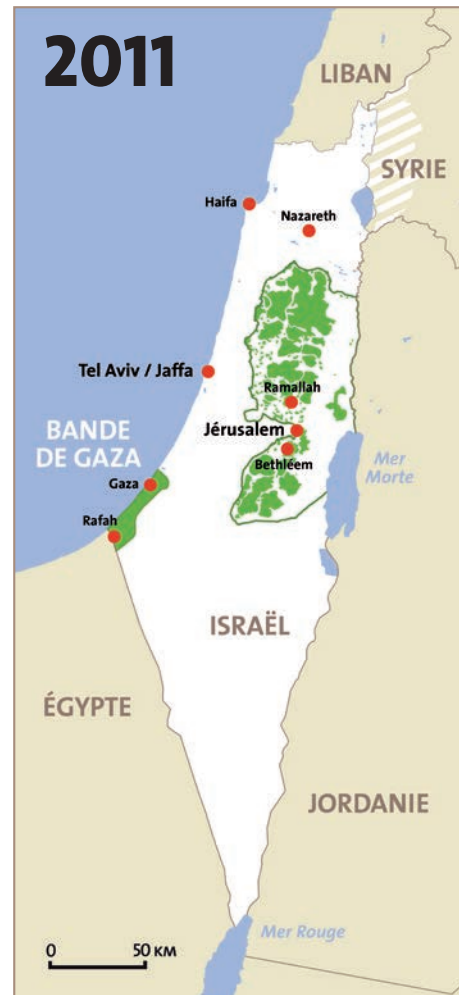 2011
LIBAN
SYRIE
Haifa
Nazareth
Tel Aviv / Jaffa
Ramallah
Jérusalem
BANDE
DE GAZA
Bethléem
Mer
Morte
Gaza
Rafah
ISRAËL
ÉGYPTE
JORDANIE
Mer Rouge
0 50 KM